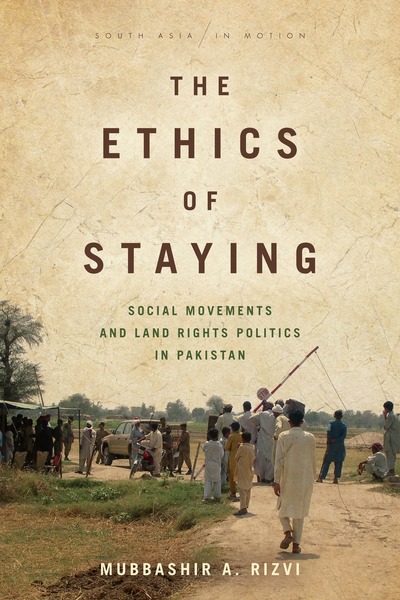 SOUTH ASIA / IN MOTION
THE
ETHICS
OF
STAYING
SOCIAL MOVEMENTS
AND LAND RIGHTS POLITICS
IN PAKISTAN
MUBBASHIR A. RIZVI